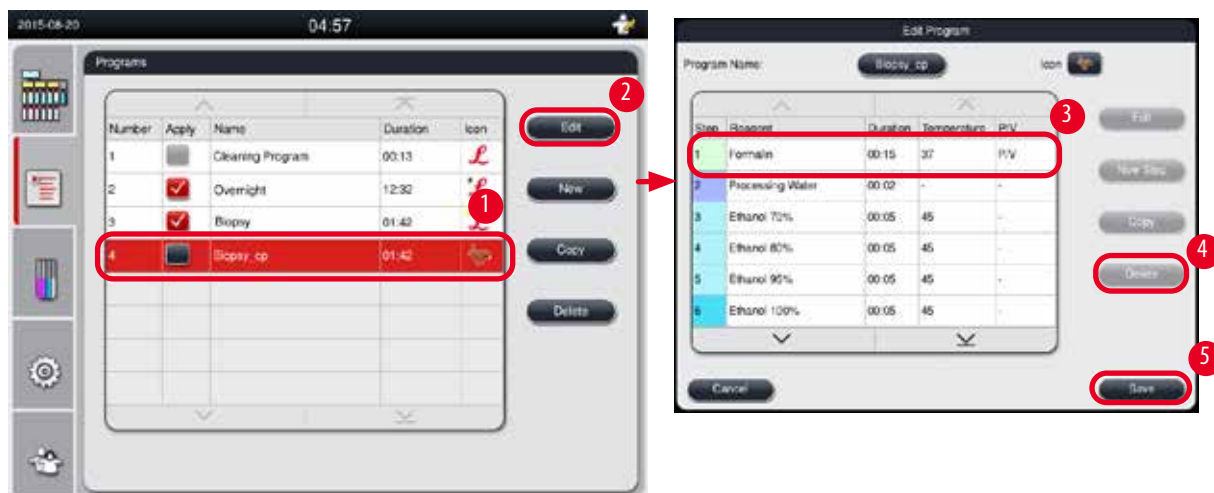 2015-08-20 04:57
Programs
Number Apply Name Duration Icon
1 Cleaning Program 00:13 L
2 Overnight 12:32 L
3 Biopsy 01:42 L
4 Biopsy_cp 01:42
Edit
New
Copy
Delete
1
2
Edit Program
Program Name: Biopsy_cp Icon
Step Reagent Duration Temperature P/V
1 Formalin 00:15 37 P/V
2 Processing Water 00:02 - -
3 Ethanol 70% 00:05 45 -
4 Ethanol 80% 00:05 45 -
5 Ethanol 95% 00:05 45 -
6 Ethanol 100% 00:05 45 -
Edit
New Step
Copy
Delete
Cancel
Save
3
4
5